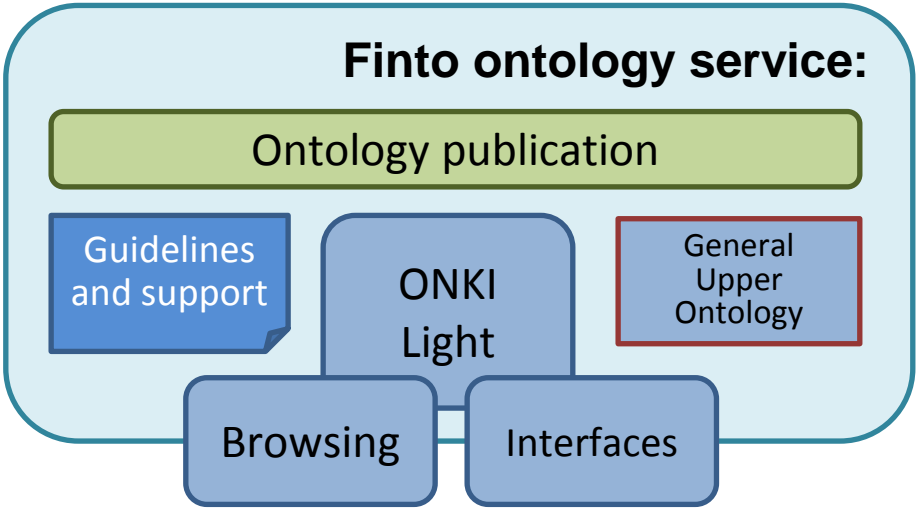 Finto ontology service:
Ontology publication
Guidelines
and support
ONKI
Light
General
Upper
Ontology
Browsing
Interfaces